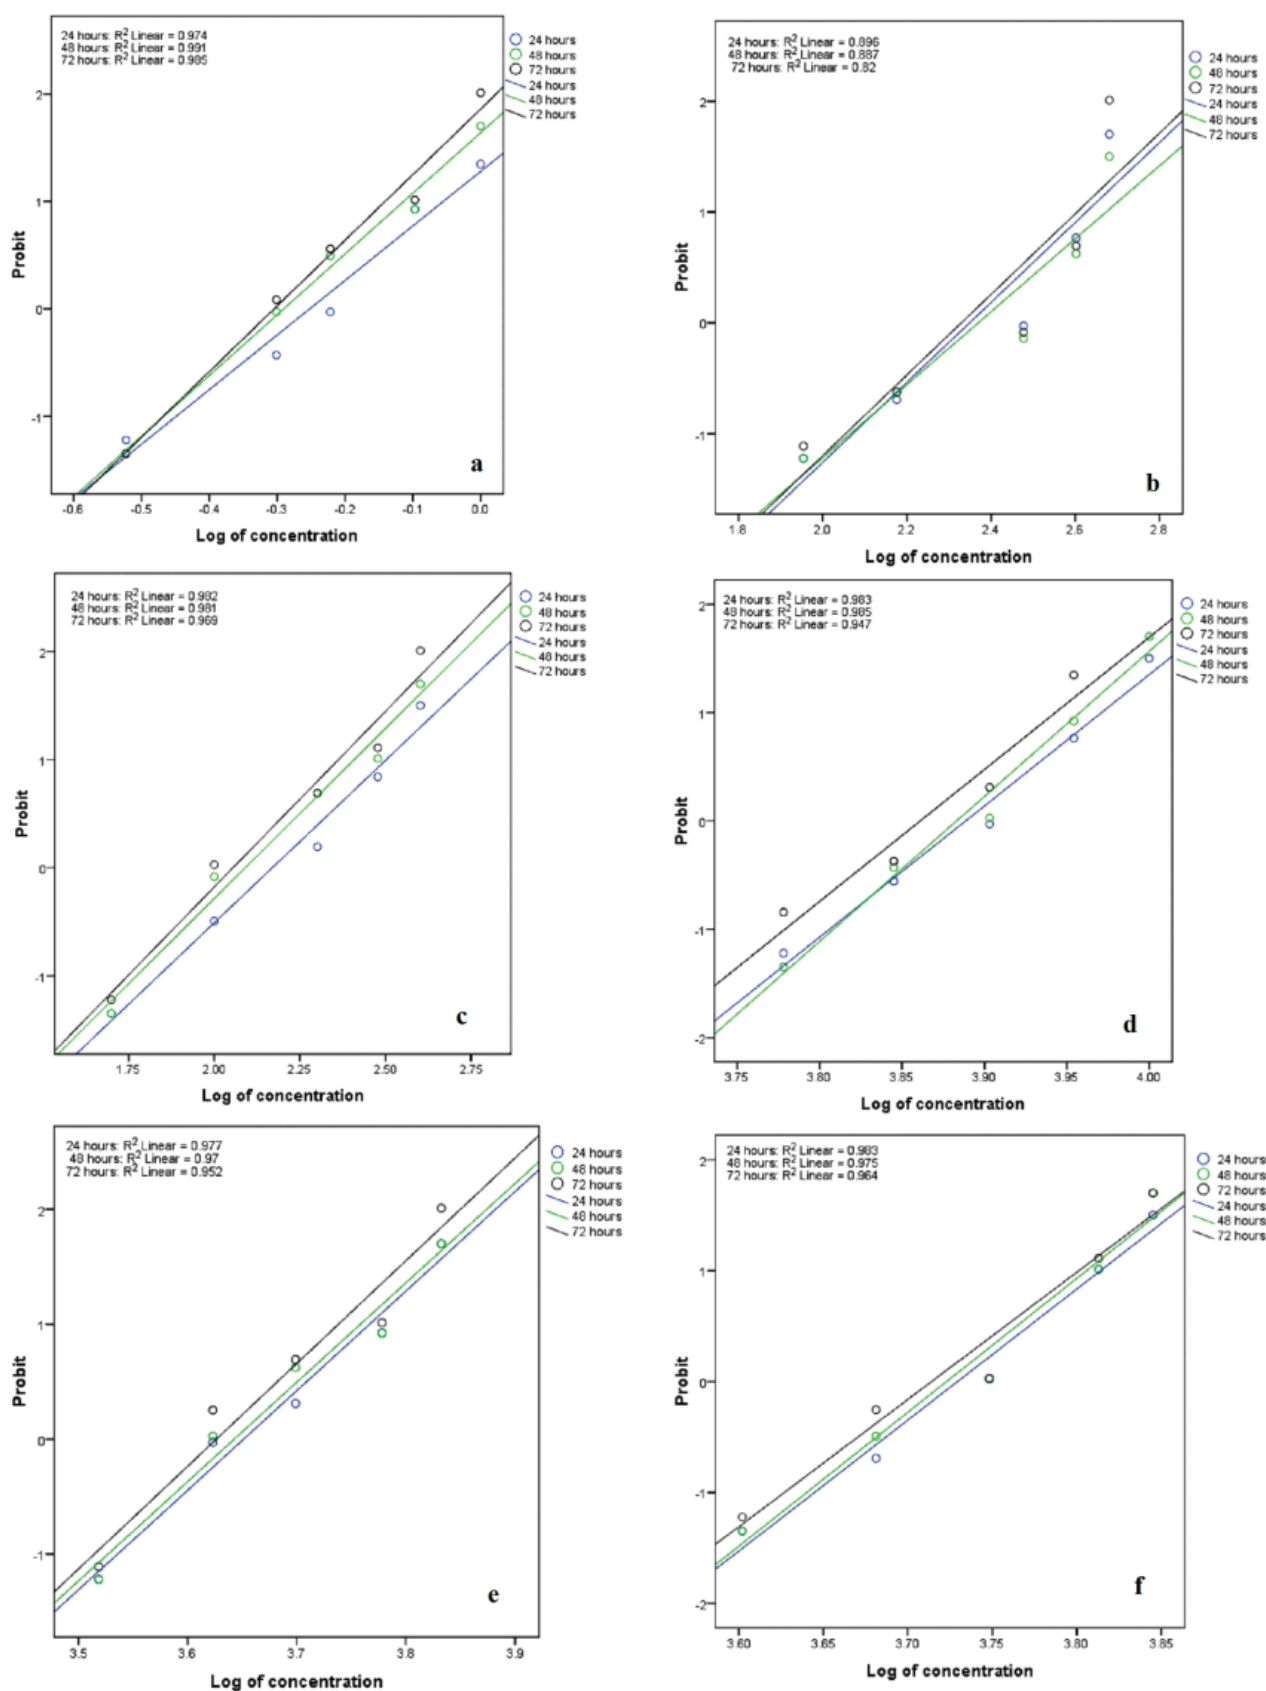 24 hours: R2 Linear = 0.974
48 hours: R2 Linear = 0.991
72 hours: R2 Linear = 0.985
24 hours
48 hours
72 hours
24 hours
48 hours
72 hours
Probit
2
1
0
-1
a
-0.6 -0.5 -0.4 -0.3 -0.2 -0.1 0.0
Log of concentration
24 hours: R2 Linear = 0.896
48 hours: R2 Linear = 0.887
72 hours: R2 Linear = 0.82
24 hours
48 hours
72 hours
24 hours
48 hours
72 hours
Probit
2
1
0
-1
b
1.8 2.0 2.2 2.4 2.6 2.8
Log of concentration
24 hours: R2 Linear = 0.982
48 hours: R2 Linear = 0.981
72 hours: R2 Linear = 0.969
24 hours
48 hours
72 hours
24 hours
48 hours
72 hours
Probit
2
1
0
-1
c
1.75 2.00 2.25 2.50 2.75
Log of concentration
24 hours: R2 Linear = 0.983
48 hours: R2 Linear = 0.985
72 hours: R2 Linear = 0.947
24 hours
48 hours
72 hours
24 hours
48 hours
72 hours
Probit
2
1
0
-1
-2
d
3.75 3.80 3.85 3.90 3.95 4.00
Log of concentration
24 hours: R2 Linear = 0.977
48 hours: R2 Linear = 0.97
72 hours: R2 Linear = 0.952
24 hours
48 hours
72 hours
24 hours
48 hours
72 hours
Probit
2
1
0
-1
e
3.5 3.6 3.7 3.8 3.9
Log of concentration
24 hours: R2 Linear = 0.983
48 hours: R2 Linear = 0.975
72 hours: R2 Linear = 0.964
24 hours
48 hours
72 hours
24 hours
48 hours
72 hours
Probit
2
1
0
-1
-2
f
3.60 3.65 3.70 3.75 3.80 3.85
Log of concentration